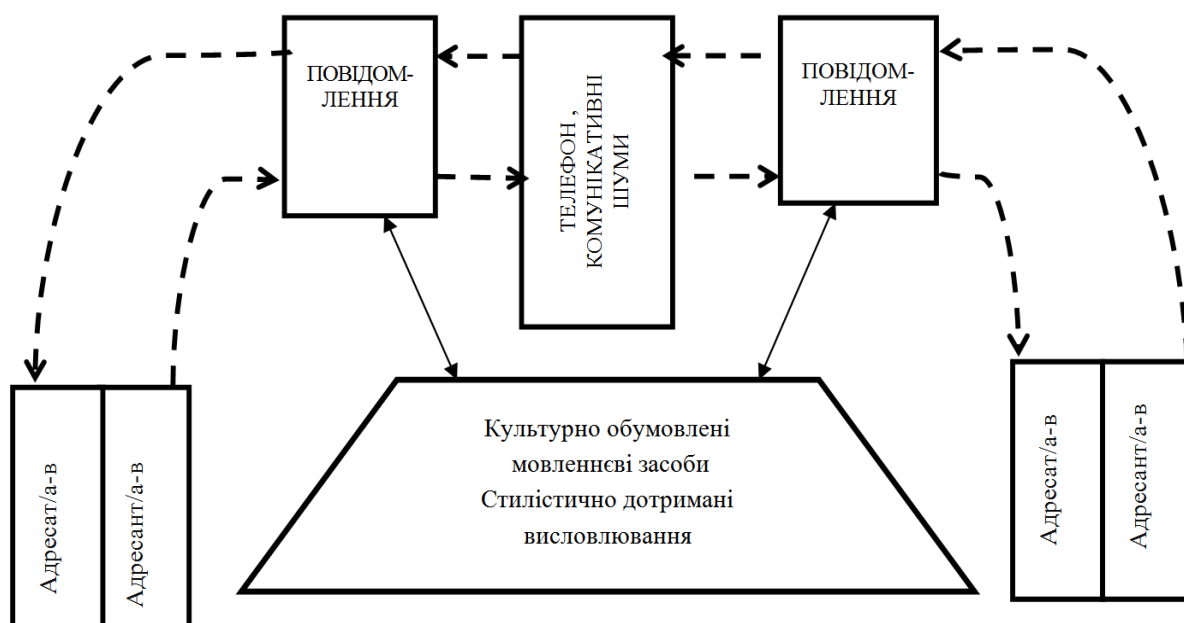 ПОВІДОМ-
ЛЕННЯ
ТЕЛЕФОН ,
КОМУНІКАТИВНІ
ШУМИ
ПОВІДОМ-
ЛЕННЯ
Культурно обумовлені
мовленнєві засоби
Стилістично дотримані
висловлювання
Адресат/а-в
Адресант/а-в
Адресат/а-в
Адресант/а-в